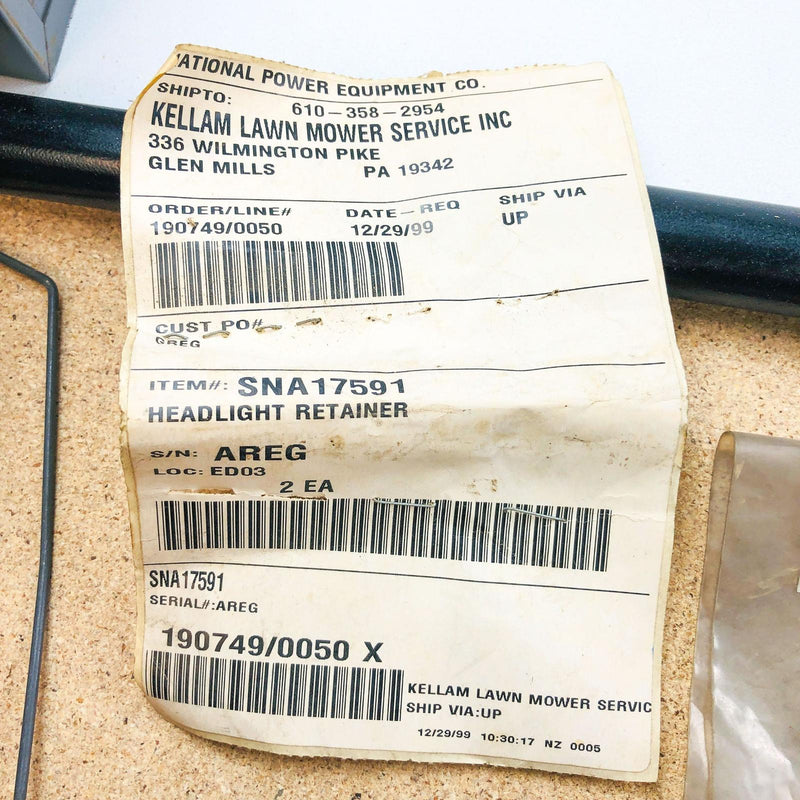 NATIONAL POWER EQUIPMENT CO.
SHIPTO: 610-358-2954
KELLAM LAWN MOWER SERVICE INC
336 WILMINGTON PIKE
GLEN MILLS PA 19342
ORDER/LINE# DATE-REQ SHIP VIA
190749/0050 12/29/99 UP
CUST PO#
GREG
ITEM#: SNA17591
HEADLIGHT RETAINER
S/N: AREG
LOC: ED03
2 EA
SNA17591
SERIAL#:AREG
190749/0050 X
KELLAM LAWN MOWER SERVIC
SHIP VIA:UP
12/29/99 10:30:17 NZ 0005